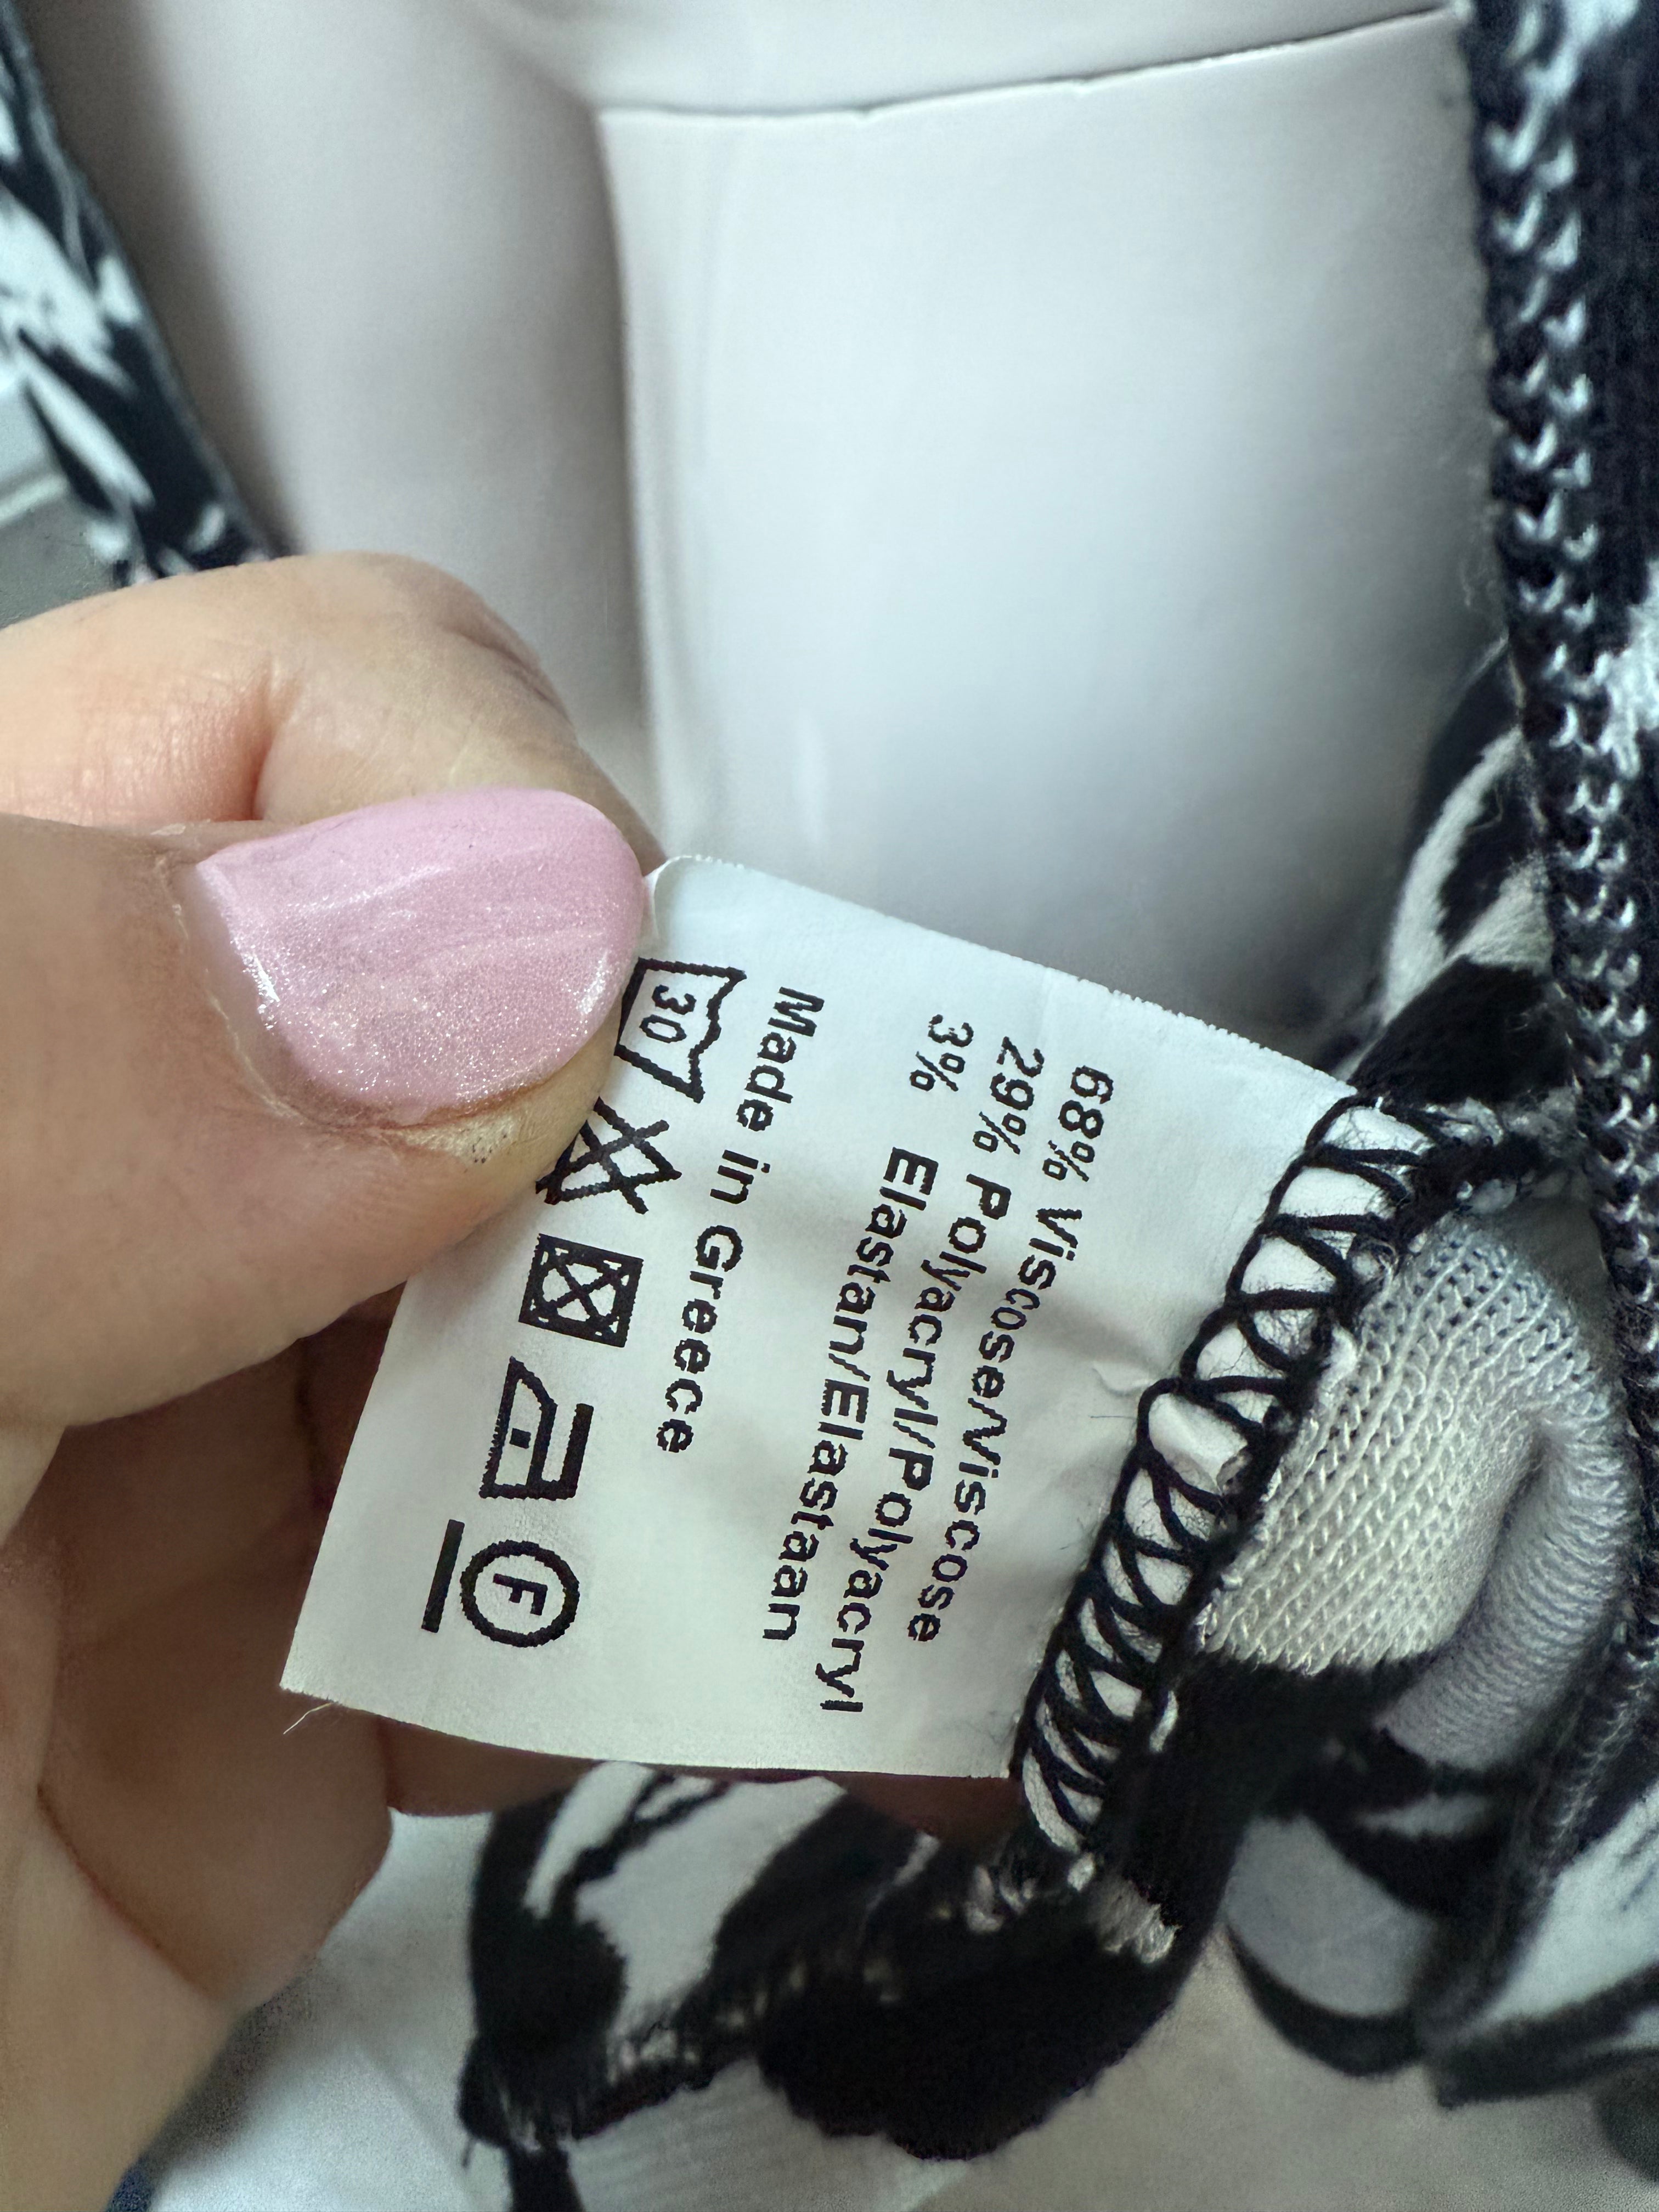 68% Viscose/Viscose
29% Polyacryl/Polyacryl
3% Elastan/Elastaan
Made in Greece
30 F